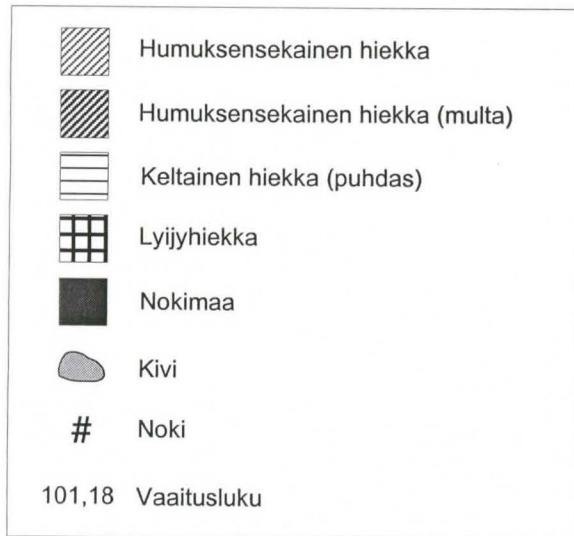 Humuksensekainen hiekka
Humuksensekainen hiekka (multa)
Keltainen hiekka (puhdas)
Lyijyhiekka
Nokimaa
Kivi
# Noki
101,18 Vaaitusluku